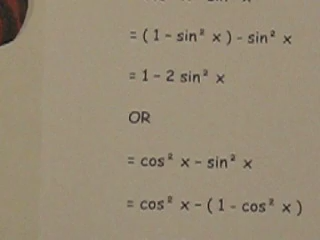 = ( 1 - sin² x ) - sin² x
= 1 - 2 sin² x
OR
= cos² x - sin² x
= cos² x - ( 1 - cos² x )